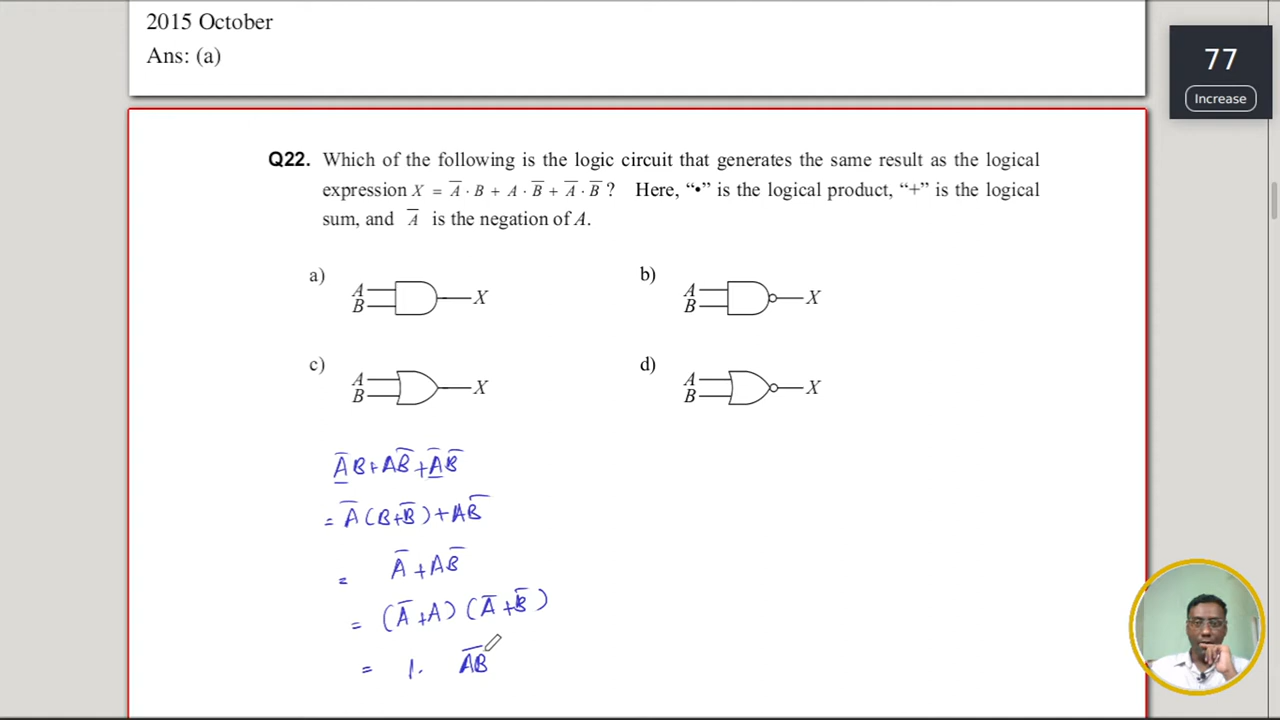 2015 October
Ans: (a)
77
Increase
Q22. Which of the following is the logic circuit that generates the same result as the logical
expression X = A̅ · B + A · B̅ + A̅ · B̅ ? Here, “•” is the logical product, “+” is the logical
sum, and A̅ is the negation of A.
a)
A
B
X
b)
A
B
X
c)
A
B
X
d)
A
B
X
A̅B+AB̅+A̅B̅
= A̅(B+B̅)+AB̅
= A̅+AB̅
= (A̅+A)(A̅+B̅)
= 1. A̅B̅